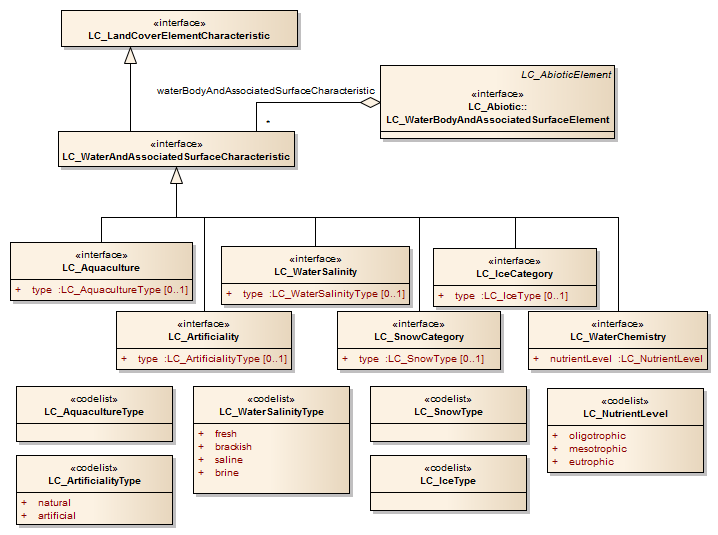 «interface»
LC_LandCoverElementCharacteristic
waterBodyAndAssociatedSurfaceCharacteristic
*
LC_AbioticElement
«interface»
LC_Abiotic::
LC_WaterBodyAndAssociatedSurfaceElement
«interface»
LC_WaterAndAssociatedSurfaceCharacteristic
«interface»
LC_Aquaculture
+ type :LC_AquacultureType [0..1]
«interface»
LC_WaterSalinity
+ type :LC_WaterSalinityType [0..1]
«interface»
LC_IceCategory
+ type :LC_IceType [0..1]
«interface»
LC_Artificiality
+ type :LC_ArtificialityType [0..1]
«interface»
LC_SnowCategory
+ type :LC_SnowType [0..1]
«interface»
LC_WaterChemistry
+ nutrientLevel :LC_NutrientLevel
«codelist»
LC_AquacultureType
«codelist»
LC_WaterSalinityType
+ fresh
+ brackish
+ saline
+ brine
«codelist»
LC_SnowType
«codelist»
LC_NutrientLevel
+ oligotrophic
+ mesotrophic
+ eutrophic
«codelist»
LC_ArtificialityType
+ natural
+ artificial
«codelist»
LC_IceType